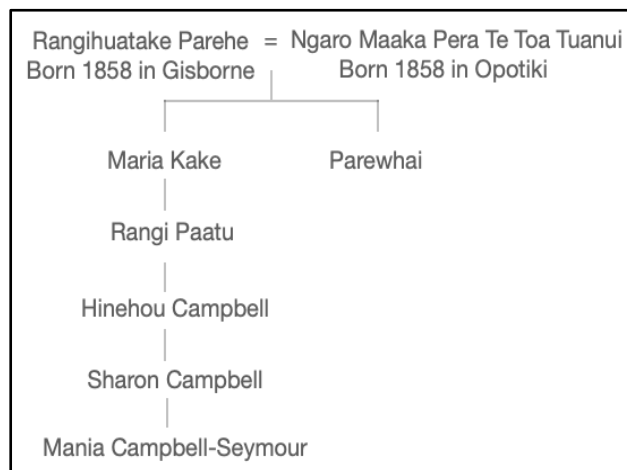 Rangihuatake Parehe = Ngaro Maaka Pera Te Toa Tuanui
Born 1858 in Gisborne Born 1858 in Opotiki
Maria Kake Parewhai
Rangi Paatu
Hinehou Campbell
Sharon Campbell
Mania Campbell-Seymour